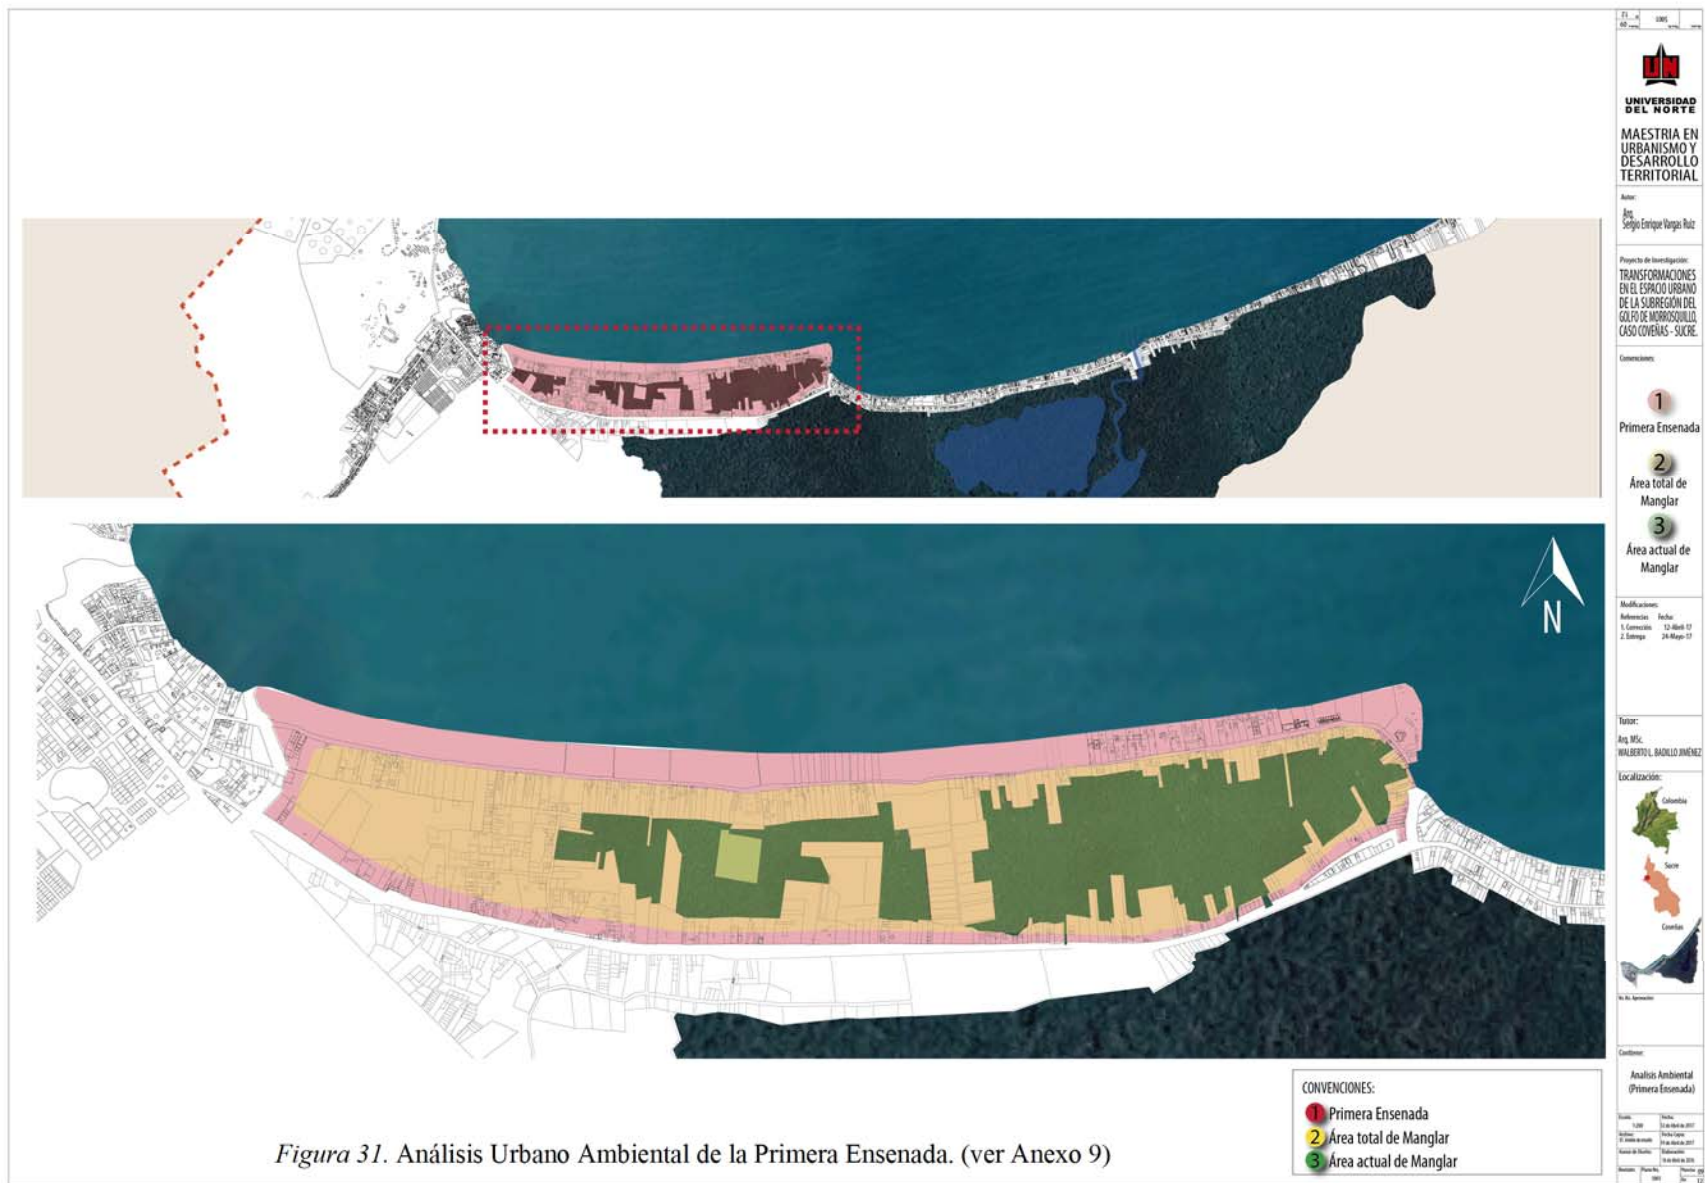 UN
UNIVERSIDAD
DEL NORTE
MAESTRIA EN
URBANISMO Y
DESARROLLO
TERRITORIAL
Autor:
Arq.
Sergio Enrique Vargas Ruiz
Proyecto de Investigación:
TRANSFORMACIONES
EN EL ESPACIO URBANO
DE LA SUBREGIÓN DEL
GOLFO DE MORROSQUILLO,
CASO COVEÑAS - SUCRE.
Convenciones:
1
Primera Ensenada
2
Área total de
Manglar
3
Área actual de
Manglar
Modificaciones:
Referencias Fecha:
1. Corrección 12-Abril-17
2. Entrega 24-Mayo-17
Tutor:
Arq. MSc.
WALBERTO L. BADILLO JIMÉNEZ
Localización:
Colombia
Sucre
Coveñas
Contiene:
Analisis Ambiental
(Primera Ensenada)
N
CONVENCIONES:
1 Primera Ensenada
2 Área total de Manglar
3 Área actual de Manglar
Figura 31. Análisis Urbano Ambiental de la Primera Ensenada. (ver Anexo 9)